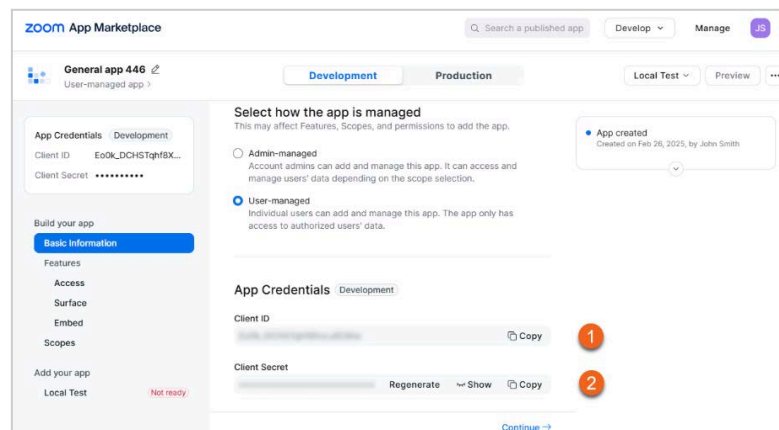 zoom App Marketplace
Search a published app
Develop
Manage
JS
General app 446
User-managed app >
Development
Production
Local Test
Preview
...
App Credentials Development
Client ID Eo0k_DCHSTqhf8X...
Client Secret ••••••••••
Build your app
Basic Information
Features
Access
Surface
Embed
Scopes
Add your app
Local Test Not ready
Select how the app is managed
This may affect Features, Scopes, and permissions to add the app.
Admin-managed
Account admins can add and manage this app. It can access and
manage users' data depending on the scope selection.
User-managed
Individual users can add and manage this app. The app only has
access to authorized users' data.
App Credentials Development
Client ID
Copy
1
Client Secret
Regenerate Show Copy
2
Continue →
App created
Created on Feb 26, 2025, by John Smith